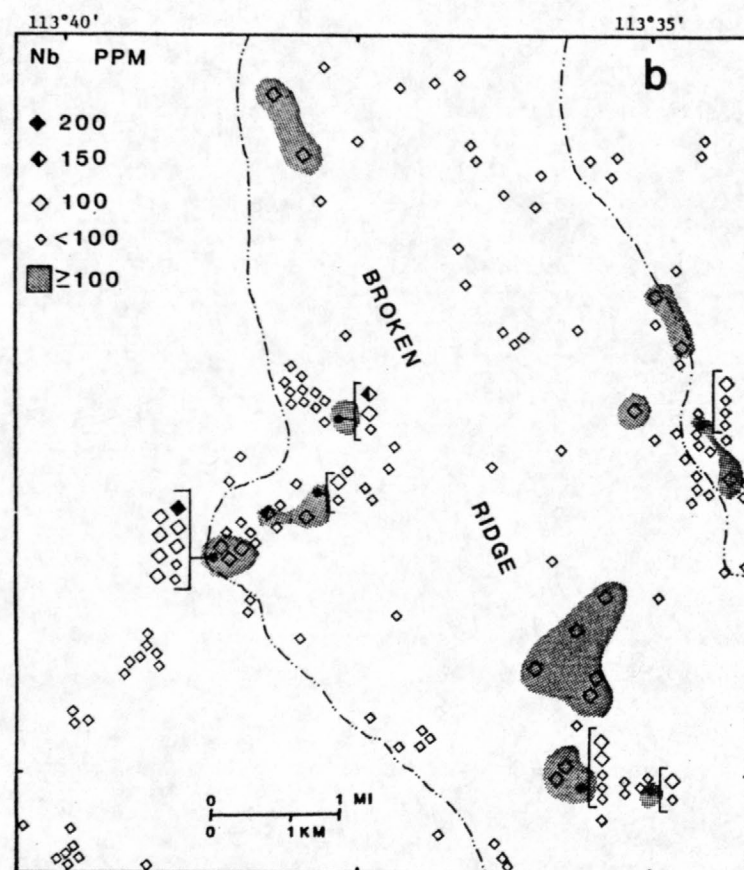 113°40'
113°35'
Nb PPM
b
200
150
100
<100
≥100
BROKEN
RIDGE
0 1 MI
0 1 KM